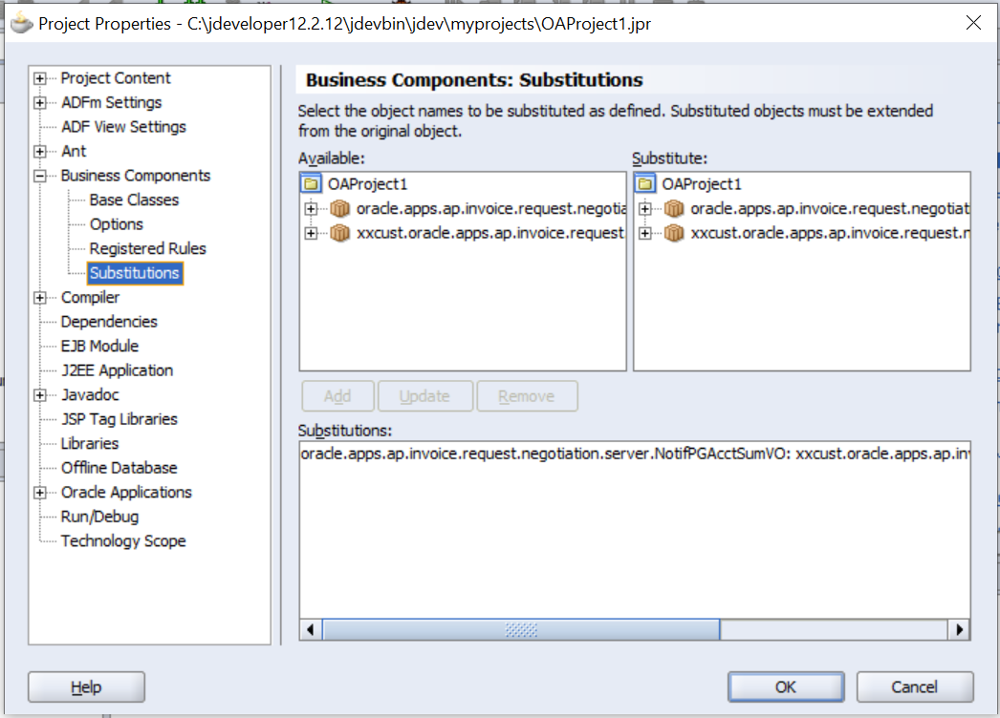 Project Properties - C:\jdeveloper12.2.12\jdevbin\jdev\myprojects\OAProject1.jpr
Project Content
ADFm Settings
ADF View Settings
Ant
Business Components
Base Classes
Options
Registered Rules
Substitutions
Compiler
Dependencies
EJB Module
J2EE Application
Javadoc
JSP Tag Libraries
Libraries
Offline Database
Oracle Applications
Run/Debug
Technology Scope
Business Components: Substitutions
Select the object names to be substituted as defined. Substituted objects must be extended
from the original object.
Available:
OAProject1
oracle.apps.ap.invoice.request.negotia
xxcust.oracle.apps.ap.invoice.request.
Substitute:
OAProject1
oracle.apps.ap.invoice.request.negotiat
xxcust.oracle.apps.ap.invoice.request.n
Add Update Remove
Substitutions:
oracle.apps.ap.invoice.request.negotiation.server.NotifPGAcctSumVO: xxcust.oracle.apps.ap.in
Help OK Cancel